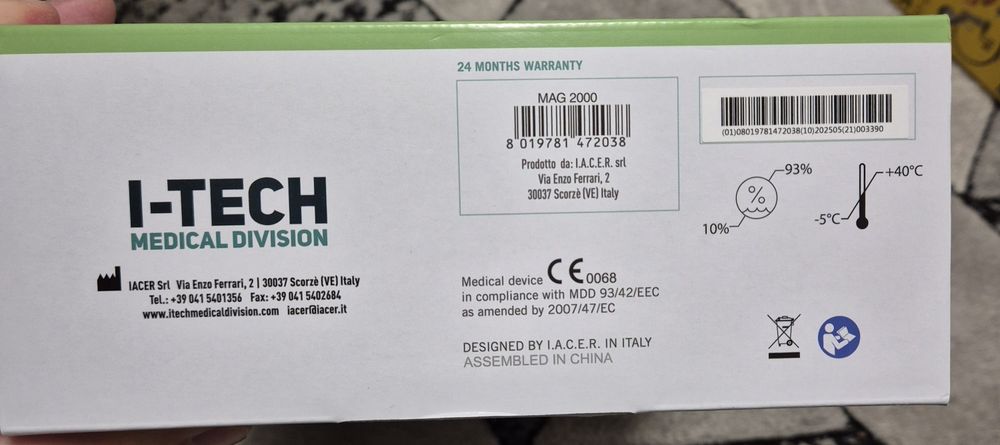 24 MONTHS WARRANTY
MAG 2000
8 019781 472038
Prodotto da: I.A.C.E.R. srl
Via Enzo Ferrari, 2
30037 Scorzè (VE) Italy
(01)08019781472038(10)202505(21)003390
93%
%
10%
+40°C
-5°C
I-TECH
MEDICAL DIVISION
IACER Srl Via Enzo Ferrari, 2 | 30037 Scorzè (VE) Italy
Tel.: +39 041 5401356 Fax: +39 041 5402684
www.itechmedicaldivision.com iacer@iacer.it
Medical device CE 0068
in compliance with MDD 93/42/EEC
as amended by 2007/47/EC
DESIGNED BY I.A.C.E.R. IN ITALY
ASSEMBLED IN CHINA